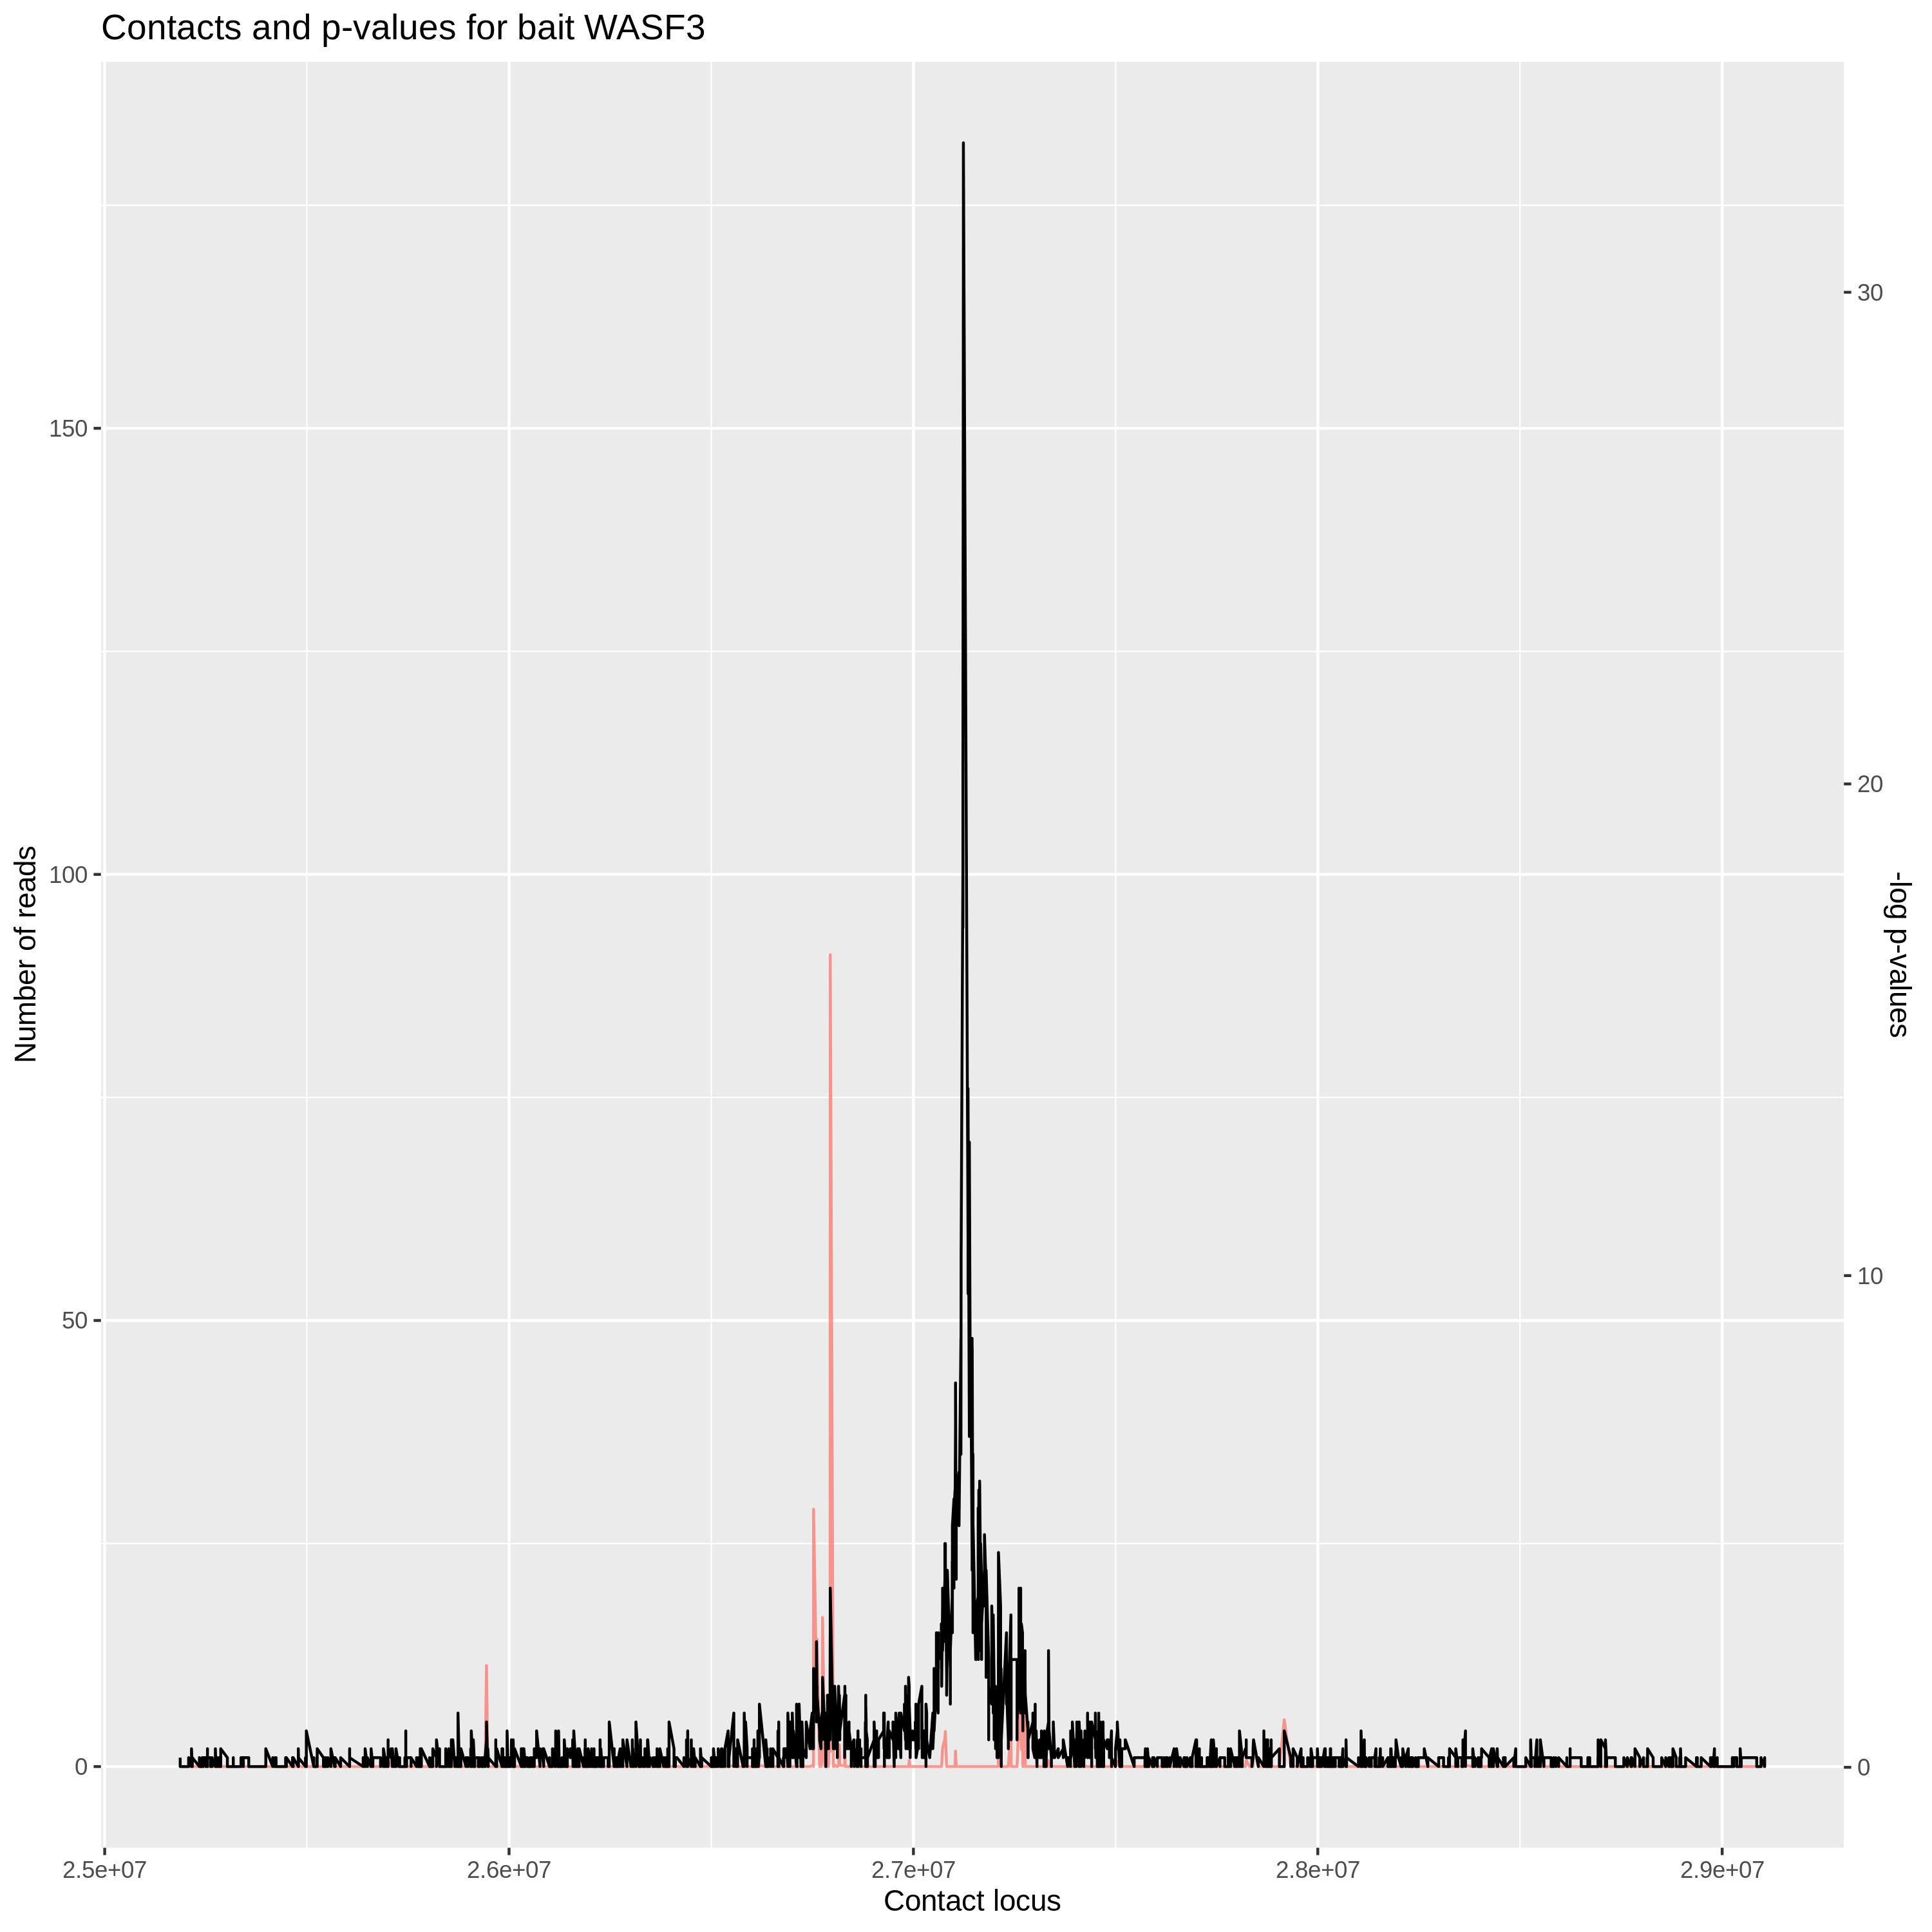 Contacts and p-values for bait WASF3
150
100
50
0
30
20
10
0
Number of reads
-log p-values
2.5e+07 2.6e+07 2.7e+07 2.8e+07 2.9e+07
Contact locus